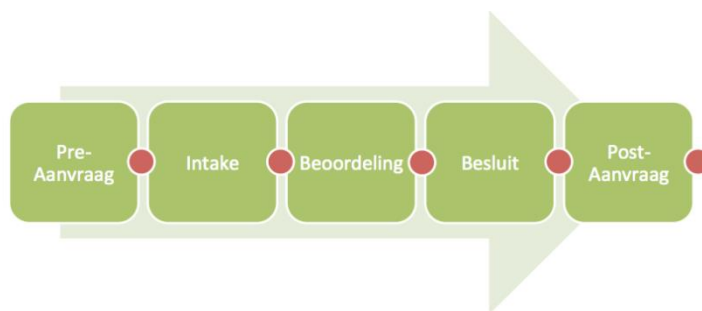 Pre-
Aanvraag
Intake
Beoordeling
Besluit
Post-
Aanvraag